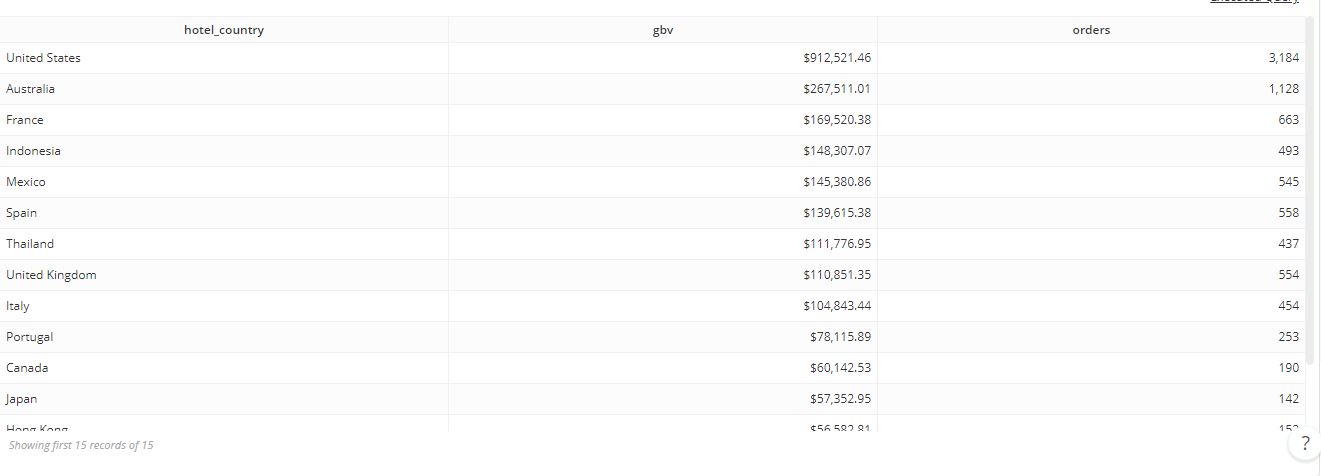 Executed Query
hotel_country gbv orders
United States $912,521.46 3,184
Australia $267,511.01 1,128
France $169,520.38 663
Indonesia $148,307.07 493
Mexico $145,380.86 545
Spain $139,615.38 558
Thailand $111,776.95 437
United Kingdom $110,851.35 554
Italy $104,843.44 454
Portugal $78,115.89 253
Canada $60,142.53 190
Japan $57,352.95 142
Hong Kong $56,582.81
Showing first 15 records of 15
?